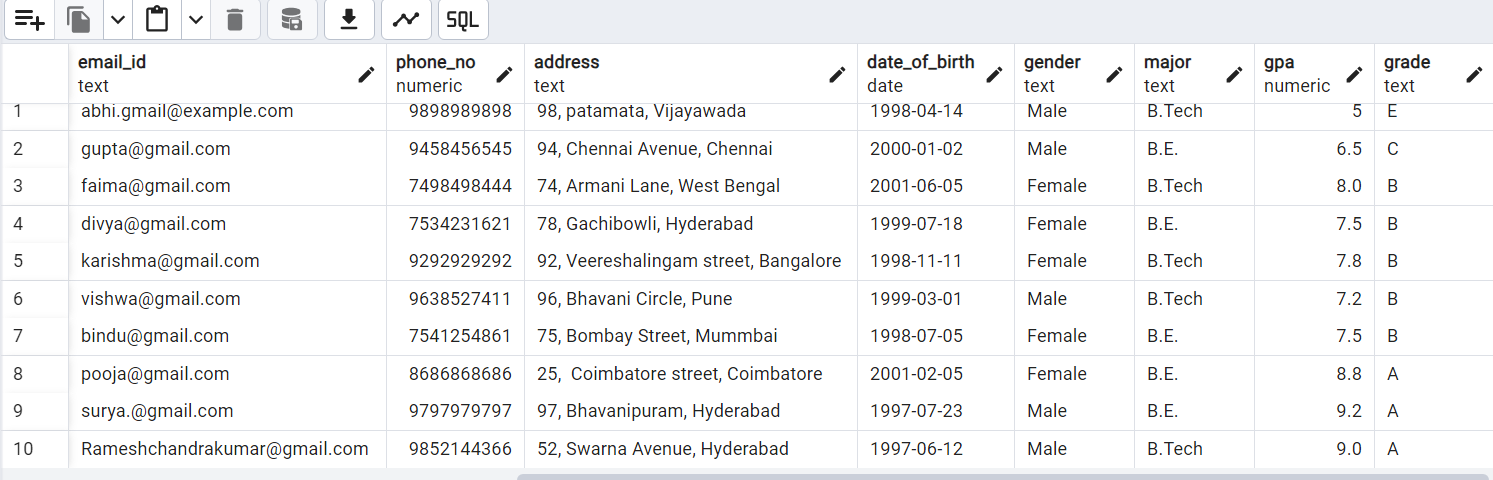 SQL
email_id phone_no address date_of_birth gender major gpa grade
text numeric text date text text numeric text
1 abhi.gmail@example.com 9898989898 98, patamata, Vijayawada 1998-04-14 Male B.Tech 5 E
2 gupta@gmail.com 9458456545 94, Chennai Avenue, Chennai 2000-01-02 Male B.E. 6.5 C
3 faima@gmail.com 7498498444 74, Armani Lane, West Bengal 2001-06-05 Female B.Tech 8.0 B
4 divya@gmail.com 7534231621 78, Gachibowli, Hyderabad 1999-07-18 Female B.E. 7.5 B
5 karishma@gmail.com 9292929292 92, Veereshalingam street, Bangalore 1998-11-11 Female B.Tech 7.8 B
6 vishwa@gmail.com 9638527411 96, Bhavani Circle, Pune 1999-03-01 Male B.Tech 7.2 B
7 bindu@gmail.com 7541254861 75, Bombay Street, Mummbai 1998-07-05 Female B.E. 7.5 B
8 pooja@gmail.com 8686868686 25,  Coimbatore street, Coimbatore 2001-02-05 Female B.E. 8.8 A
9 surya.@gmail.com 9797979797 97, Bhavanipuram, Hyderabad 1997-07-23 Male B.E. 9.2 A
10 Rameshchandrakumar@gmail.com 9852144366 52, Swarna Avenue, Hyderabad 1997-06-12 Male B.Tech 9.0 A